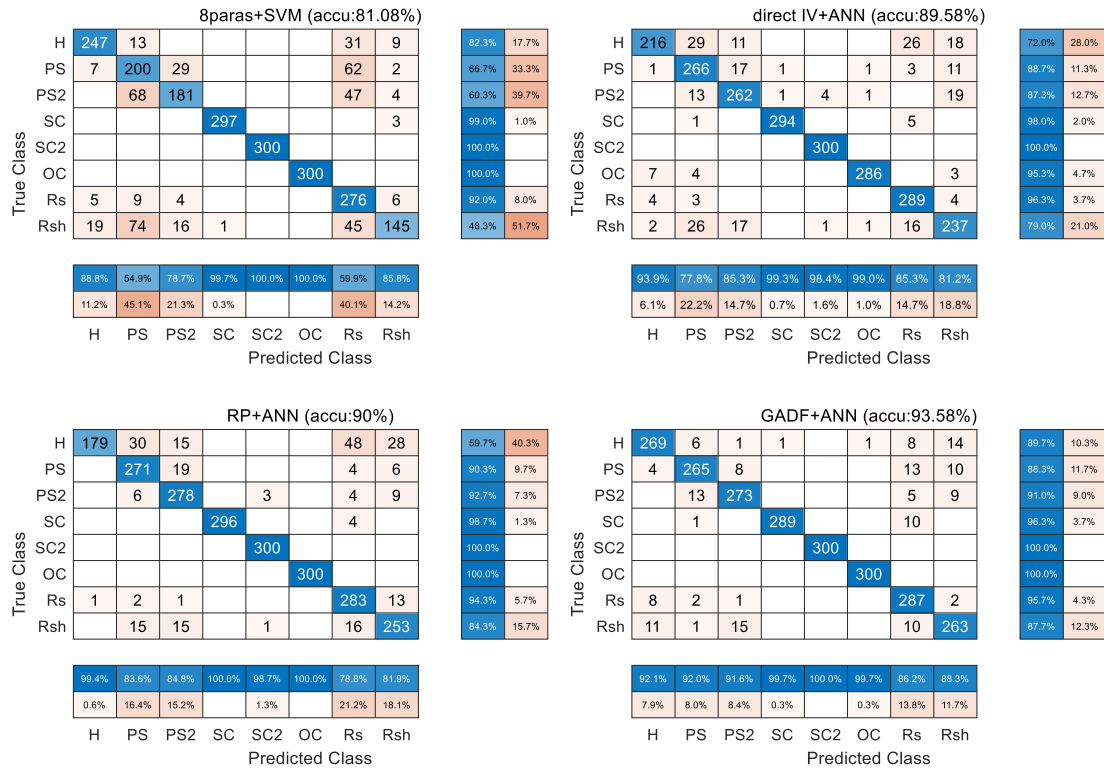 8paras+SVM (accu:81.08%)
H 247 13 31 9 82.3% 17.7%
PS 7 200 29 62 2 66.7% 33.3%
PS2 68 181 47 4 60.3% 39.7%
SC 297 3 99.0% 1.0%
SC2 300 100.0%
OC 300 100.0%
Rs 5 9 4 276 6 92.0% 8.0%
Rsh 19 74 16 1 45 145 48.3% 51.7%
True Class
88.8% 54.9% 78.7% 99.7% 100.0% 100.0% 59.9% 85.8%
11.2% 45.1% 21.3% 0.3% 40.1% 14.2%
H PS PS2 SC SC2 OC Rs Rsh
Predicted Class
direct IV+ANN (accu:89.58%)
H 216 29 11 26 18 72.0% 28.0%
PS 1 266 17 1 1 3 11 88.7% 11.3%
PS2 13 262 1 4 1 19 87.3% 12.7%
SC 1 294 5 98.0% 2.0%
SC2 300 100.0%
OC 7 4 286 3 95.3% 4.7%
Rs 4 3 289 4 96.3% 3.7%
Rsh 2 26 17 1 1 16 237 79.0% 21.0%
True Class
93.9% 77.8% 85.3% 99.3% 98.4% 99.0% 85.3% 81.2%
6.1% 22.2% 14.7% 0.7% 1.6% 1.0% 14.7% 18.8%
H PS PS2 SC SC2 OC Rs Rsh
Predicted Class
RP+ANN (accu:90%)
H 179 30 15 48 28 59.7% 40.3%
PS 271 19 4 6 90.3% 9.7%
PS2 6 278 3 4 9 92.7% 7.3%
SC 296 4 98.7% 1.3%
SC2 300 100.0%
OC 300 100.0%
Rs 1 2 1 283 13 94.3% 5.7%
Rsh 15 15 1 16 253 84.3% 15.7%
True Class
99.4% 83.6% 84.8% 100.0% 98.7% 100.0% 78.8% 81.9%
0.6% 16.4% 15.2% 1.3% 21.2% 18.1%
H PS PS2 SC SC2 OC Rs Rsh
Predicted Class
GADF+ANN (accu:93.58%)
H 269 6 1 1 1 8 14 89.7% 10.3%
PS 4 265 8 13 10 88.3% 11.7%
PS2 13 273 5 9 91.0% 9.0%
SC 1 289 10 96.3% 3.7%
SC2 300 100.0%
OC 300 100.0%
Rs 8 2 1 287 2 95.7% 4.3%
Rsh 11 1 15 10 263 87.7% 12.3%
True Class
92.1% 92.0% 91.6% 99.7% 100.0% 99.7% 86.2% 88.3%
7.9% 8.0% 8.4% 0.3% 0.3% 13.8% 11.7%
H PS PS2 SC SC2 OC Rs Rsh
Predicted Class